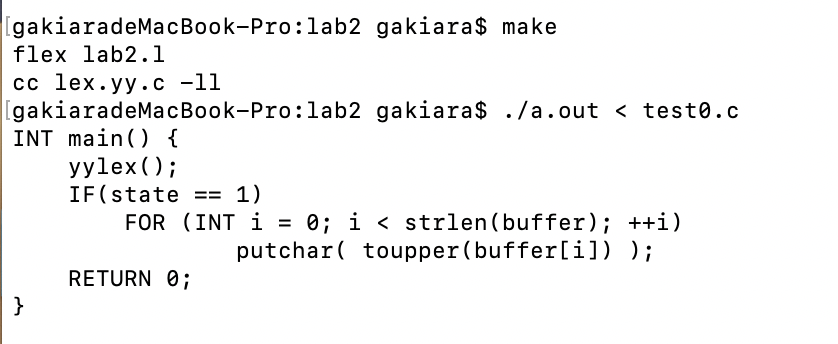 [gakiaradeMacBook-Pro:lab2 gakiara$ make
flex lab2.l
cc lex.yy.c -ll
[gakiaradeMacBook-Pro:lab2 gakiara$ ./a.out < test0.c
INT main() {
    yylex();
    IF(state == 1)
        FOR (INT i = 0; i < strlen(buffer); ++i)
                putchar( toupper(buffer[i]) );
    RETURN 0;
}